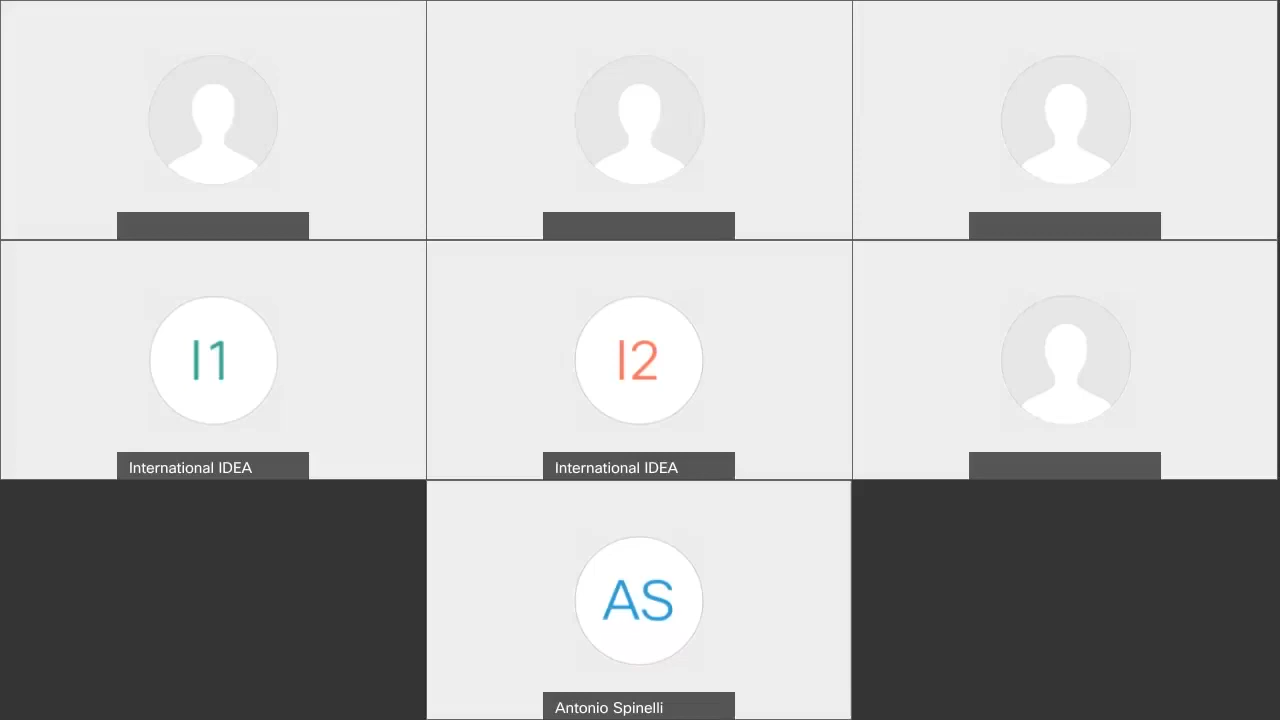 I1
I2
International IDEA
International IDEA
AS
Antonio Spinelli